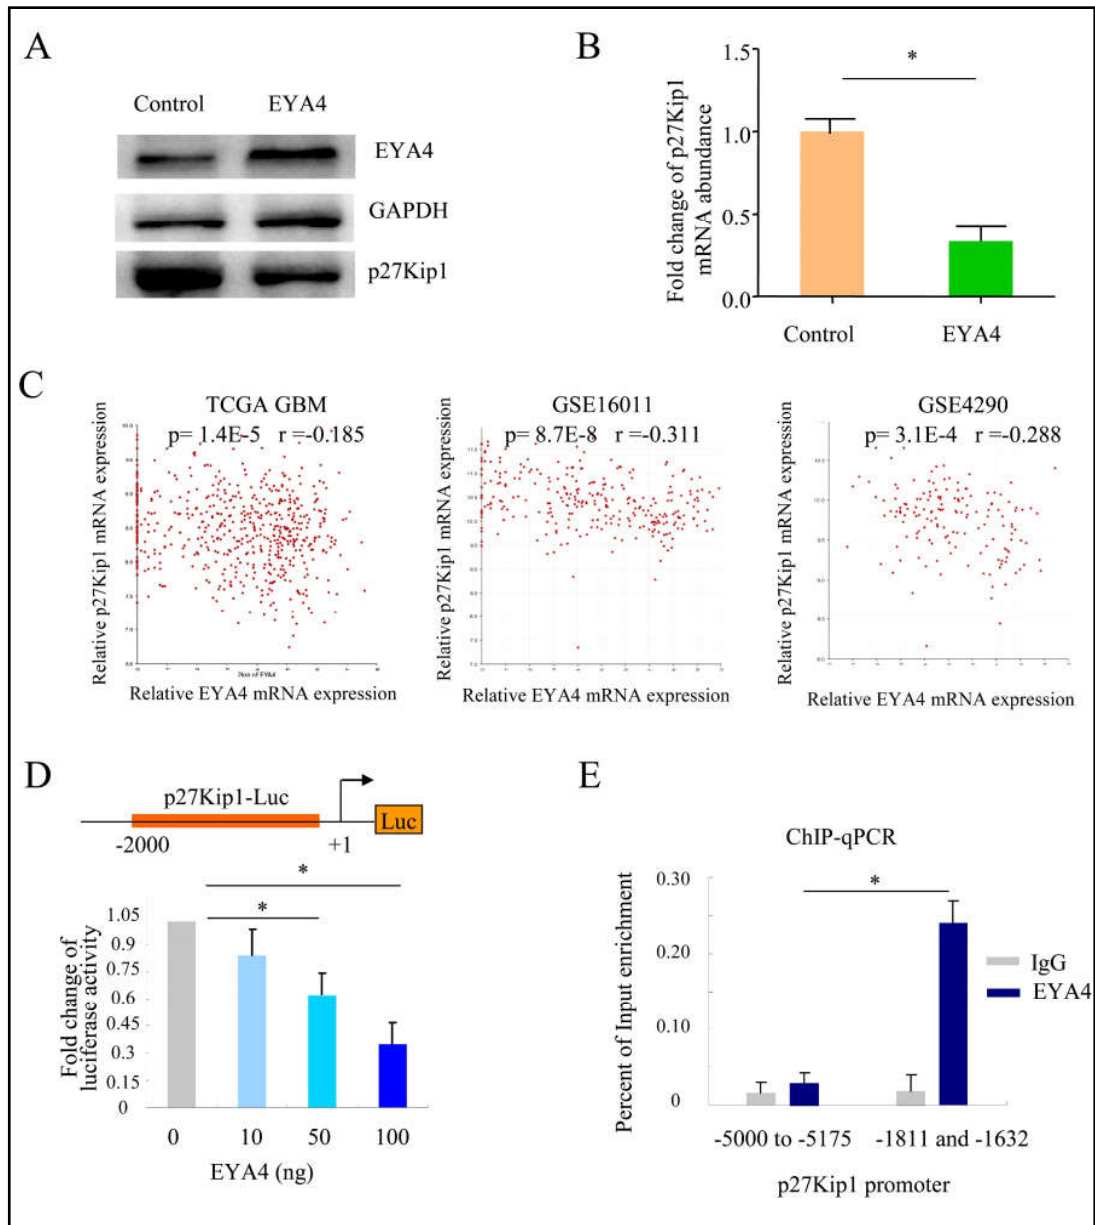 A
Control EYA4
EYA4
GAPDH
p27Kip1
B
Fold change of p27Kip1
mRNA abundance
1.5
1.0
0.5
0.0
*
Control EYA4
C
TCGA GBM
p= 1.4E-5 r =-0.185
Relative p27Kip1 mRNA expression
Relative EYA4 mRNA expression
GSE16011
p= 8.7E-8 r =-0.311
Relative p27Kip1 mRNA expression
Relative EYA4 mRNA expression
GSE4290
p= 3.1E-4 r =-0.288
Relative p27Kip1 mRNA expression
Relative EYA4 mRNA expression
D
p27Kip1-Luc
Luc
-2000 +1
*
*
Fold change of
luciferase activity
1.05
0.9
0.75
0.6
0.45
0.3
0.15
0
0 10 50 100
EYA4 (ng)
E
ChIP-qPCR
Percent of Input enrichment
0.30
0.20
0.10
0
*
IgG
EYA4
-5000 to -5175 -1811 and -1632
p27Kip1 promoter